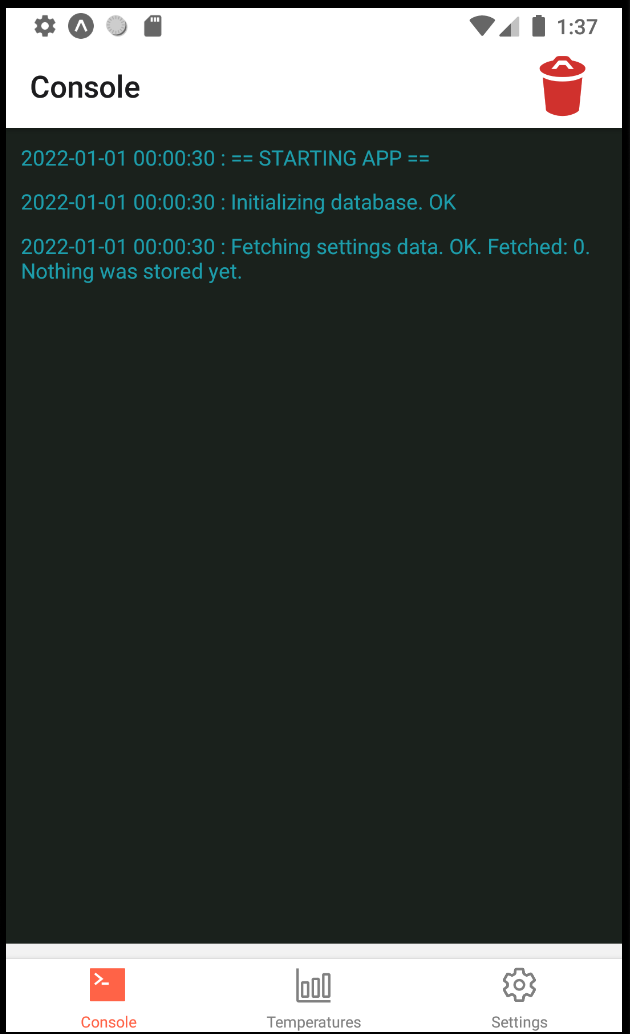 1:37
Console
2022-01-01 00:00:30 : == STARTING APP ==
2022-01-01 00:00:30 : Initializing database. OK
2022-01-01 00:00:30 : Fetching settings data. OK. Fetched: 0.
Nothing was stored yet.
Console
Temperatures
Settings